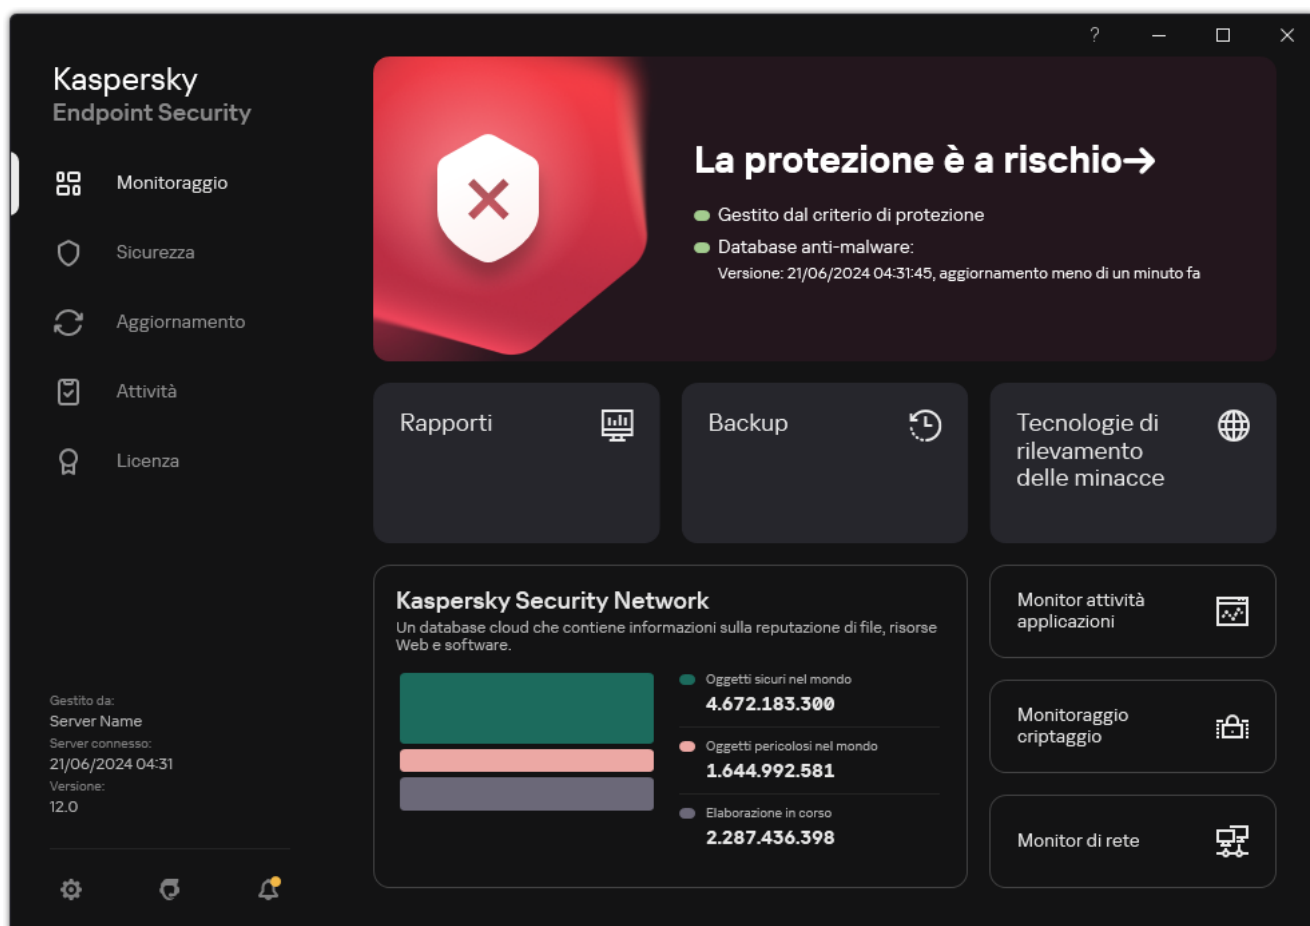 ?
Kaspersky
Endpoint Security
Monitoraggio
Sicurezza
Aggiornamento
Attività
Licenza
Gestito da:
Server Name
Server connesso:
21/06/2024 04:31
Versione:
12.0
La protezione è a rischio→
Gestito dal criterio di protezione
Database anti-malware:
Versione: 21/06/2024 04:31:45, aggiornamento meno di un minuto fa
Rapporti
Backup
Tecnologie di
rilevamento
delle minacce
Kaspersky Security Network
Un database cloud che contiene informazioni sulla reputazione di file, risorse
Web e software.
Oggetti sicuri nel mondo
4.672.183.300
Oggetti pericolosi nel mondo
1.644.992.581
Elaborazione in corso
2.287.436.398
Monitor attività
applicazioni
Monitoraggio
criptaggio
Monitor di rete